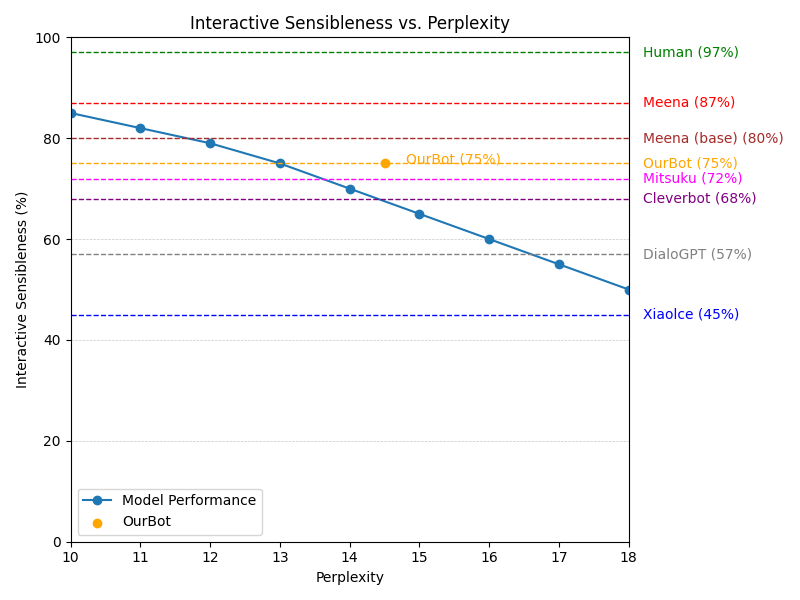 Interactive Sensibleness vs. Perplexity
100
80
60
40
20
0
Interactive Sensibleness (%)
Human (97%)
Meena (87%)
Meena (base) (80%)
OurBot (75%)
OurBot (75%)
Mitsuku (72%)
Cleverbot (68%)
DialoGPT (57%)
XiaoIce (45%)
Model Performance
OurBot
10 11 12 13 14 15 16 17 18
Perplexity